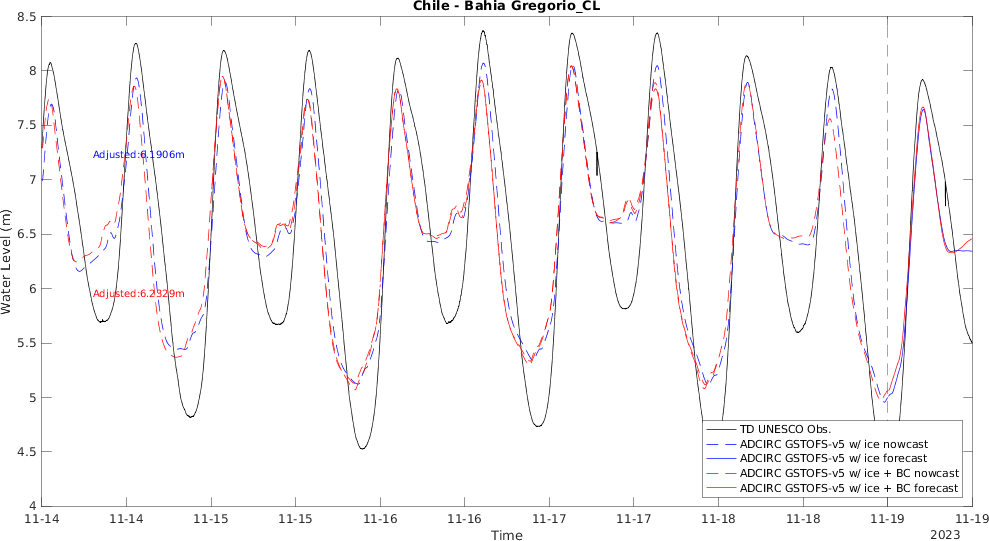 Chile - Bahia Gregorio_CL
8.5
8
7.5
7
6.5
6
5.5
5
4.5
4
Water Level (m)
Adjusted:6.1906m
Adjusted:6.2329m
TD UNESCO Obs.
ADCIRC GSTOFS-v5 w/ ice nowcast
ADCIRC GSTOFS-v5 w/ ice forecast
ADCIRC GSTOFS-v5 w/ ice + BC nowcast
ADCIRC GSTOFS-v5 w/ ice + BC forecast
11-14 11-14 11-15 11-15 11-16 11-16 11-17 11-17 11-18 11-18 11-19 11-19
Time
2023